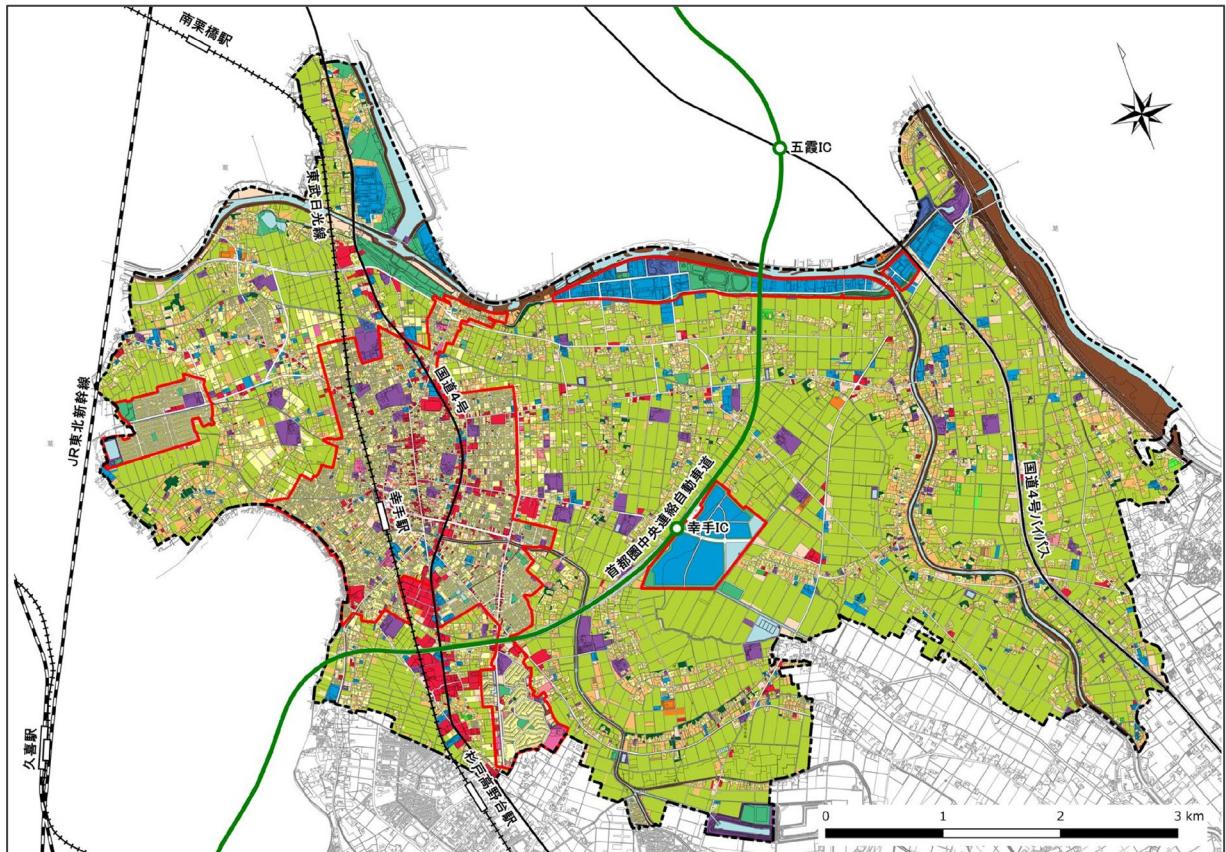 南栗橋駅
五霞IC
東武日光線
JR東北新幹線
国道4号
幸手駅
首都圏中央連絡自動車道
幸手IC
国道4号バイパス
久喜駅
杉戸高野台駅
0 1 2 3 km